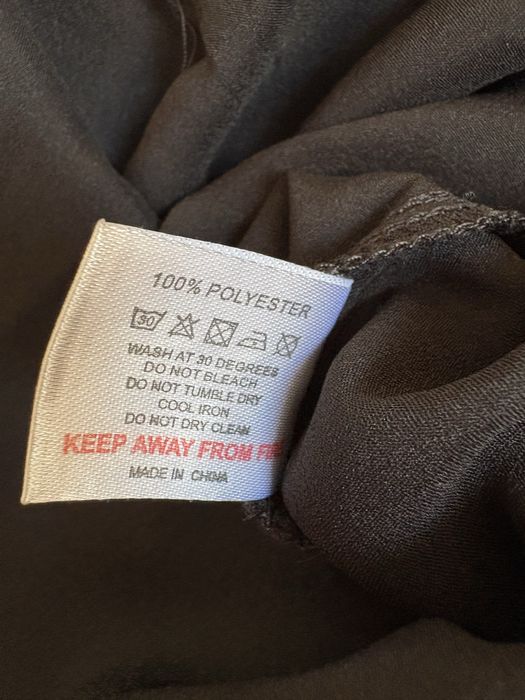 100% POLYESTER
30
WASH AT 30 DEGREES
DO NOT BLEACH
DO NOT TUMBLE DRY
COOL IRON
DO NOT DRY CLEAN
KEEP AWAY FROM
MADE IN CHINA